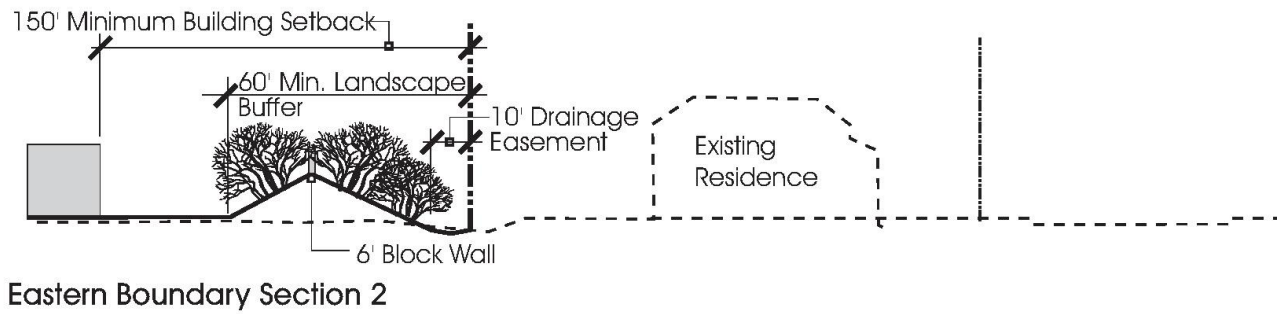 150' Minimum Building Setback
60' Min. Landscape
Buffer
10' Drainage
Easement
Existing
Residence
6' Block Wall
Eastern Boundary Section 2